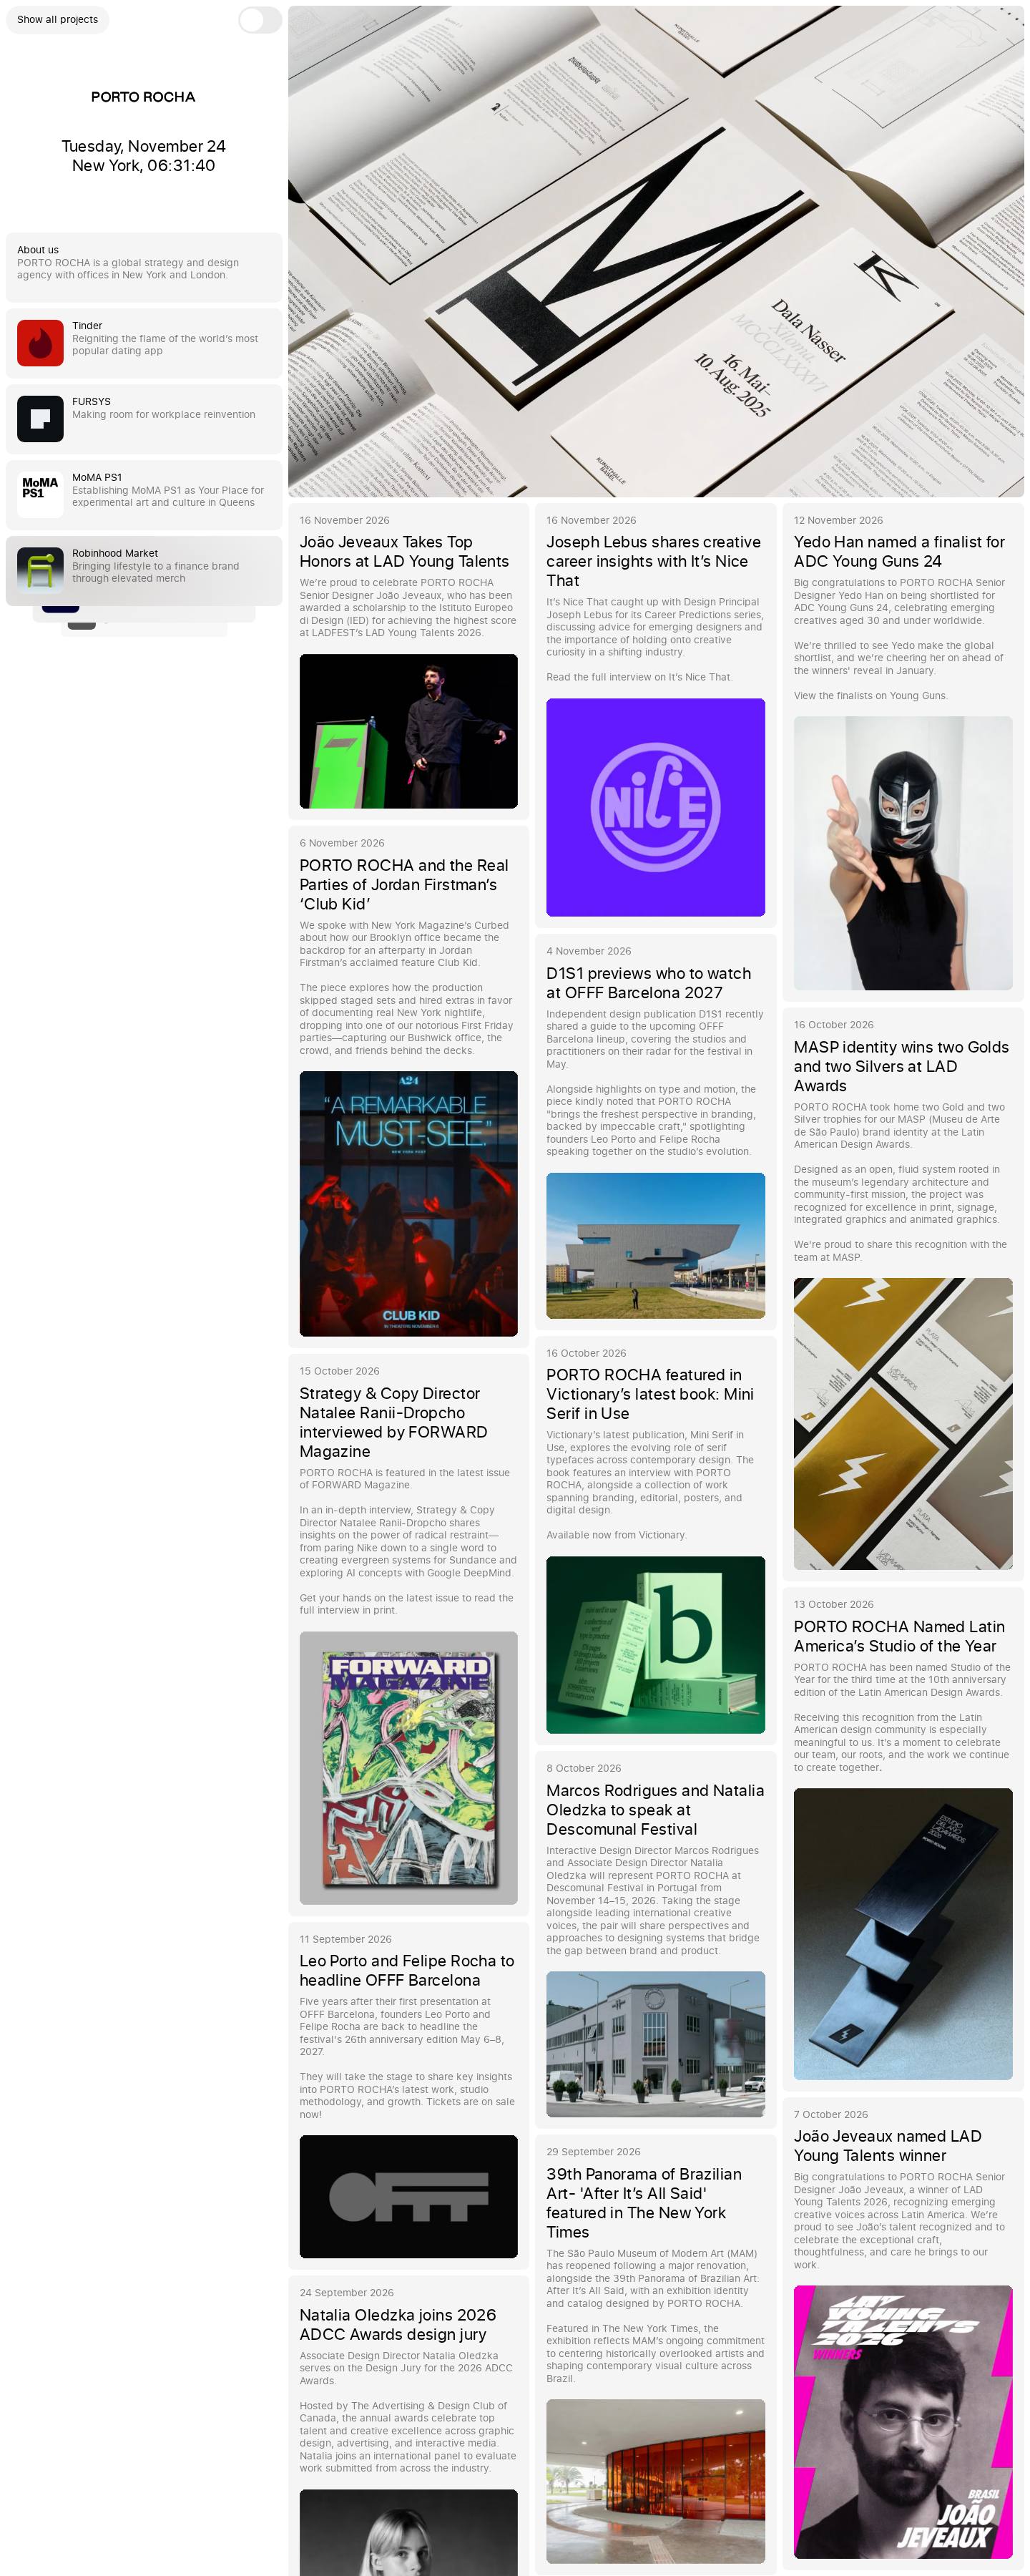 Show all projects
PORTO ROCHA
Tuesday, November 24
New York, 06:31:40
About us
PORTO ROCHA is a global strategy and design
agency with offices in New York and London.
Tinder
Reigniting the flame of the world's most
popular dating app
FURSYS
Making room for workplace reinvention
MoMA
PS1
MoMA PS1
Establishing MoMA PS1 as Your Place for
experimental art and culture in Queens
Robinhood Market
Bringing lifestyle to a finance brand
through elevated merch
K
Dala Nasser
MCCCXXXVI
16. Mai–
10. Aug. 2025
KUNSTHALLE
BASEL
16 November 2026
João Jeveaux Takes Top
Honors at LAD Young Talents
We're proud to celebrate PORTO ROCHA
Senior Designer João Jeveaux, who has been
awarded a scholarship to the Istituto Europeo
di Design (IED) for achieving the highest score
at LADFEST's LAD Young Talents 2026.
6 November 2026
PORTO ROCHA and the Real
Parties of Jordan Firstman's
‘Club Kid’
We spoke with New York Magazine's Curbed
about how our Brooklyn office became the
backdrop for an afterparty in Jordan
Firstman's acclaimed feature Club Kid.
The piece explores how the production
skipped staged sets and hired extras in favor
of documenting real New York nightlife,
dropping into one of our notorious First Friday
parties—capturing our Bushwick office, the
crowd, and friends behind the decks.
A24
“A REMARKABLE
MUST-SEE.”
NEW YORK POST
CLUB KID
IN THEATERS NOVEMBER 6
15 October 2026
Strategy & Copy Director
Natalee Ranii-Dropcho
interviewed by FORWARD
Magazine
PORTO ROCHA is featured in the latest issue
of FORWARD Magazine.
In an in-depth interview, Strategy & Copy
Director Natalee Ranii-Dropcho shares
insights on the power of radical restraint—
from paring Nike down to a single word to
creating evergreen systems for Sundance and
exploring AI concepts with Google DeepMind.
Get your hands on the latest issue to read the
full interview in print.
FORWARD
MAGAZINE
11 September 2026
Leo Porto and Felipe Rocha to
headline OFFF Barcelona
Five years after their first presentation at
OFFF Barcelona, founders Leo Porto and
Felipe Rocha are back to headline the
festival's 26th anniversary edition May 6–8,
2027.
They will take the stage to share key insights
into PORTO ROCHA's latest work, studio
methodology, and growth. Tickets are on sale
now!
OFFF
24 September 2026
Natalia Oledzka joins 2026
ADCC Awards design jury
Associate Design Director Natalia Oledzka
serves on the Design Jury for the 2026 ADCC
Awards.
Hosted by The Advertising & Design Club of
Canada, the annual awards celebrate top
talent and creative excellence across graphic
design, advertising, and interactive media.
Natalia joins an international panel to evaluate
work submitted from across the industry.
16 November 2026
Joseph Lebus shares creative
career insights with It's Nice
That
It's Nice That caught up with Design Principal
Joseph Lebus for its Career Predictions series,
discussing advice for emerging designers and
the importance of holding onto creative
curiosity in a shifting industry.
Read the full interview on It's Nice That.
NiCE
4 November 2026
D1S1 previews who to watch
at OFFF Barcelona 2027
Independent design publication D1S1 recently
shared a guide to the upcoming OFFF
Barcelona lineup, covering the studios and
practitioners on their radar for the festival in
May.
Alongside highlights on type and motion, the
piece kindly noted that PORTO ROCHA
"brings the freshest perspective in branding,
backed by impeccable craft," spotlighting
founders Leo Porto and Felipe Rocha
speaking together on the studio's evolution.
16 October 2026
PORTO ROCHA featured in
Victionary's latest book: Mini
Serif in Use
Victionary's latest publication, Mini Serif in
Use, explores the evolving role of serif
typefaces across contemporary design. The
book features an interview with PORTO
ROCHA, alongside a collection of work
spanning branding, editorial, posters, and
digital design.
Available now from Victionary.
b
8 October 2026
Marcos Rodrigues and Natalia
Oledzka to speak at
Descomunal Festival
Interactive Design Director Marcos Rodrigues
and Associate Design Director Natalia
Oledzka will represent PORTO ROCHA at
Descomunal Festival in Portugal from
November 14–15, 2026. Taking the stage
alongside leading international creative
voices, the pair will share perspectives and
approaches to designing systems that bridge
the gap between brand and product.
29 September 2026
39th Panorama of Brazilian
Art- 'After It's All Said'
featured in The New York
Times
The São Paulo Museum of Modern Art (MAM)
has reopened following a major renovation,
alongside the 39th Panorama of Brazilian Art:
After It's All Said, with an exhibition identity
and catalog designed by PORTO ROCHA.
Featured in The New York Times, the
exhibition reflects MAM's ongoing commitment
to centering historically overlooked artists and
shaping contemporary visual culture across
Brazil.
12 November 2026
Yedo Han named a finalist for
ADC Young Guns 24
Big congratulations to PORTO ROCHA Senior
Designer Yedo Han on being shortlisted for
ADC Young Guns 24, celebrating emerging
creatives aged 30 and under worldwide.
We're thrilled to see Yedo make the global
shortlist, and we're cheering her on ahead of
the winners' reveal in January.
View the finalists on Young Guns.
16 October 2026
MASP identity wins two Golds
and two Silvers at LAD
Awards
PORTO ROCHA took home two Gold and two
Silver trophies for our MASP (Museu de Arte
de São Paulo) brand identity at the Latin
American Design Awards.
Designed as an open, fluid system rooted in
the museum's legendary architecture and
community-first mission, the project was
recognized for excellence in print, signage,
integrated graphics and animated graphics.
We're proud to share this recognition with the
team at MASP.
PLATA
PLATA
13 October 2026
PORTO ROCHA Named Latin
America's Studio of the Year
PORTO ROCHA has been named Studio of the
Year for the third time at the 10th anniversary
edition of the Latin American Design Awards.
Receiving this recognition from the Latin
American design community is especially
meaningful to us. It's a moment to celebrate
our team, our roots, and the work we continue
to create together.
ESTUDIO
DEL AÑO
PORTO ROCHA
7 October 2026
João Jeveaux named LAD
Young Talents winner
Big congratulations to PORTO ROCHA Senior
Designer João Jeveaux, a winner of LAD
Young Talents 2026, recognizing emerging
creative voices across Latin America. We're
proud to see João's talent recognized and to
celebrate the exceptional craft,
thoughtfulness, and care he brings to our
work.
LAD
YOUNG
TALENTS
2026
WINNERS
BRASIL
JOÃO
JEVEAUX